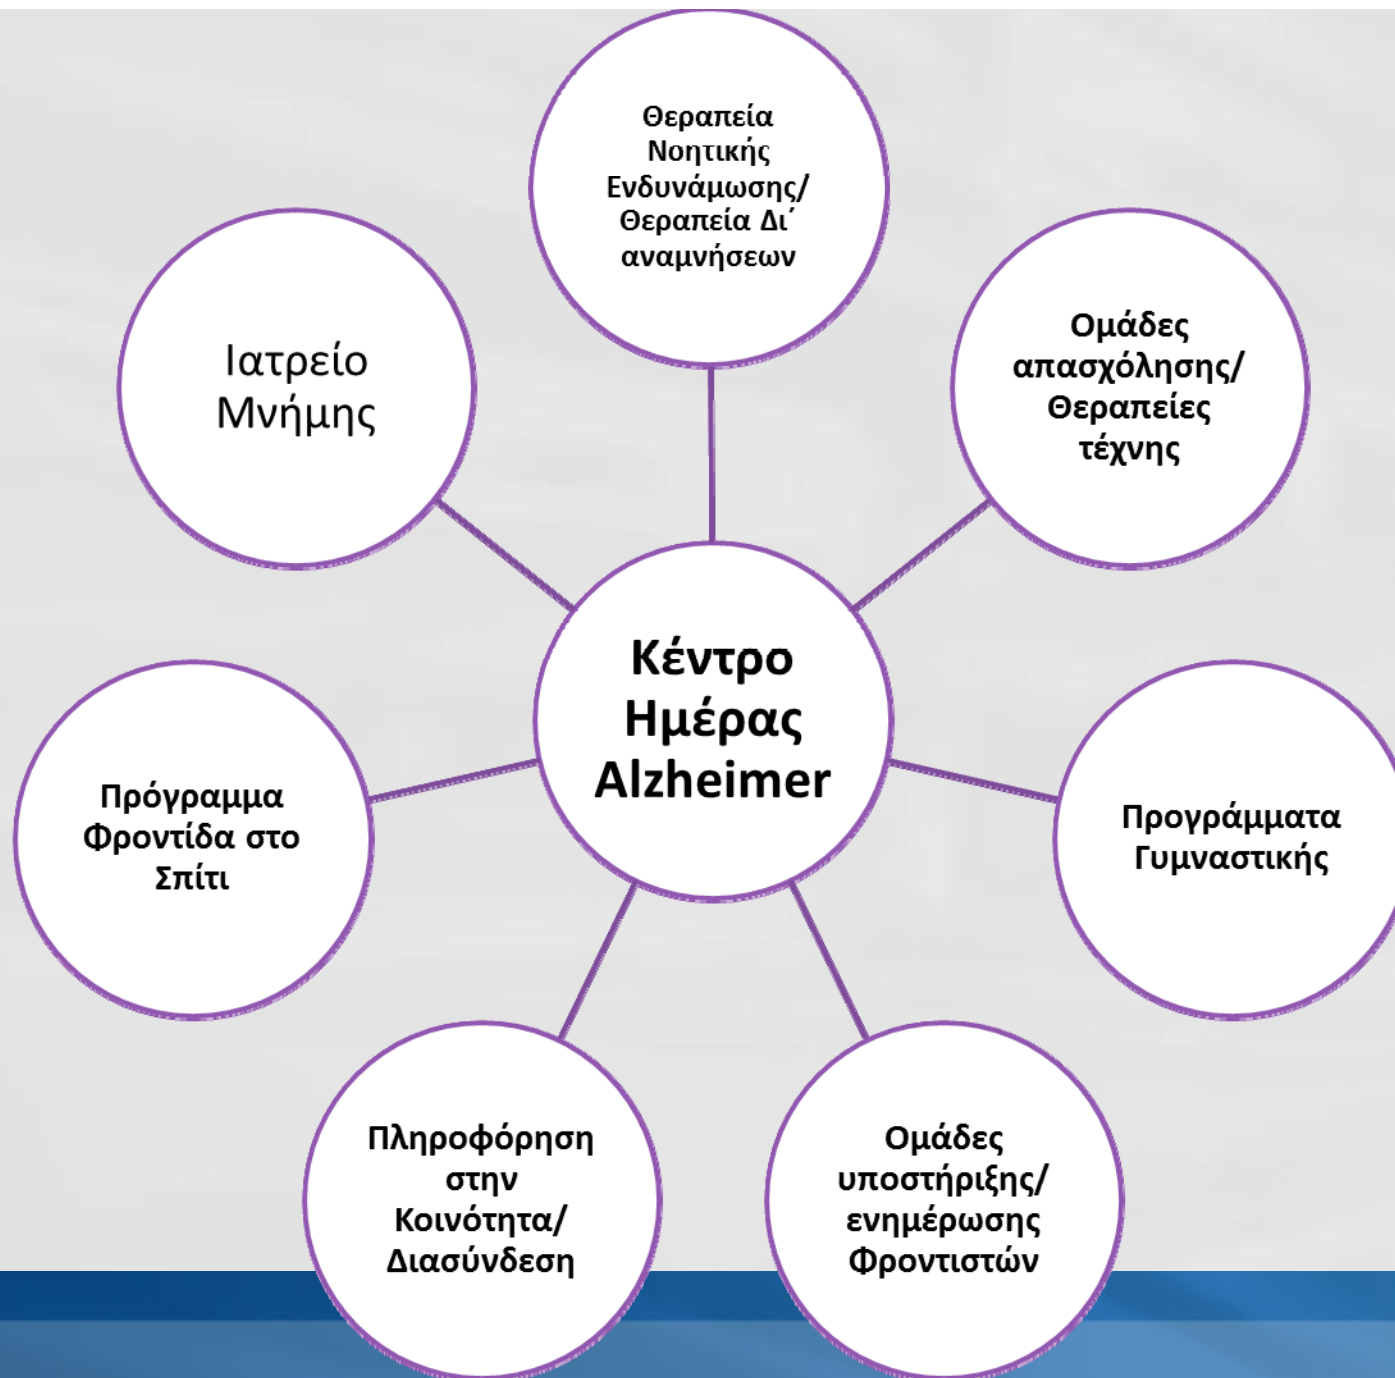 Θεραπεία
Νοητικής
Ενδυνάμωσης/
Θεραπεία Δι΄
αναμνήσεων
Ομάδες
απασχόλησης/
Θεραπείες
τέχνης
Προγράμματα
Γυμναστικής
Ομάδες
υποστήριξης/
ενημέρωσης
Φροντιστών
Πληροφόρηση
στην
Κοινότητα/
Διασύνδεση
Πρόγραμμα
Φροντίδα στο
Σπίτι
Ιατρείο
Μνήμης
Κέντρο
Ημέρας
Alzheimer